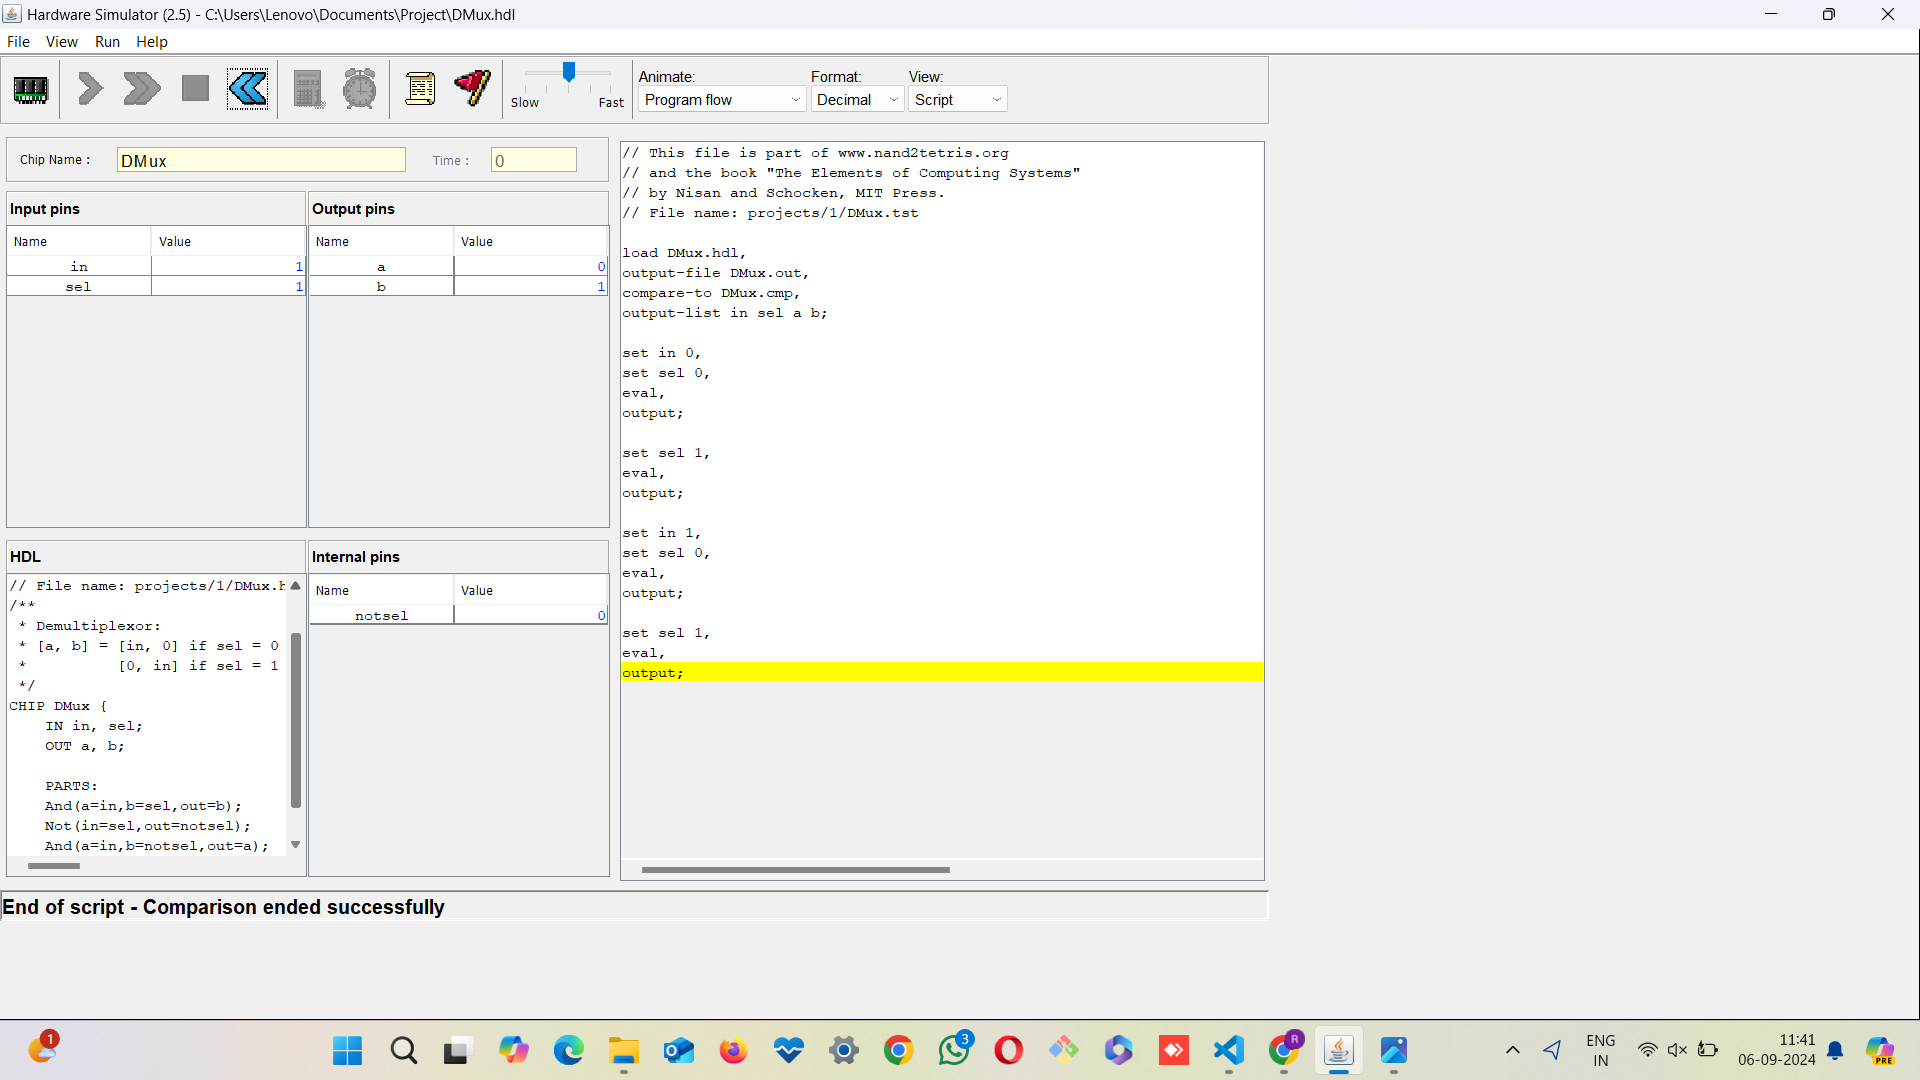 Hardware Simulator (2.5) - C:\Users\Lenovo\Documents\Project\DMux.hdl
File View Run Help
Slow Fast
Animate: Format: View:
Program flow Decimal Script
Chip Name : DMux Time : 0
Input pins
Name Value
in 1
sel 1
Output pins
Name Value
a 0
b 1
HDL
// File name: projects/1/DMux.h
/**
* Demultiplexor:
* [a, b] = [in, 0] if sel = 0
* [0, in] if sel = 1
*/
CHIP DMux {
IN in, sel;
OUT a, b;
PARTS:
And(a=in,b=sel,out=b);
Not(in=sel,out=notsel);
And(a=in,b=notsel,out=a);
Internal pins
Name Value
notsel 0
// This file is part of www.nand2tetris.org
// and the book "The Elements of Computing Systems"
// by Nisan and Schocken, MIT Press.
// File name: projects/1/DMux.tst
load DMux.hdl,
output-file DMux.out,
compare-to DMux.cmp,
output-list in sel a b;
set in 0,
set sel 0,
eval,
output;
set sel 1,
eval,
output;
set in 1,
set sel 0,
eval,
output;
set sel 1,
eval,
output;
End of script - Comparison ended successfully
1
3
R
ENG
IN
11:41
06-09-2024
PRE